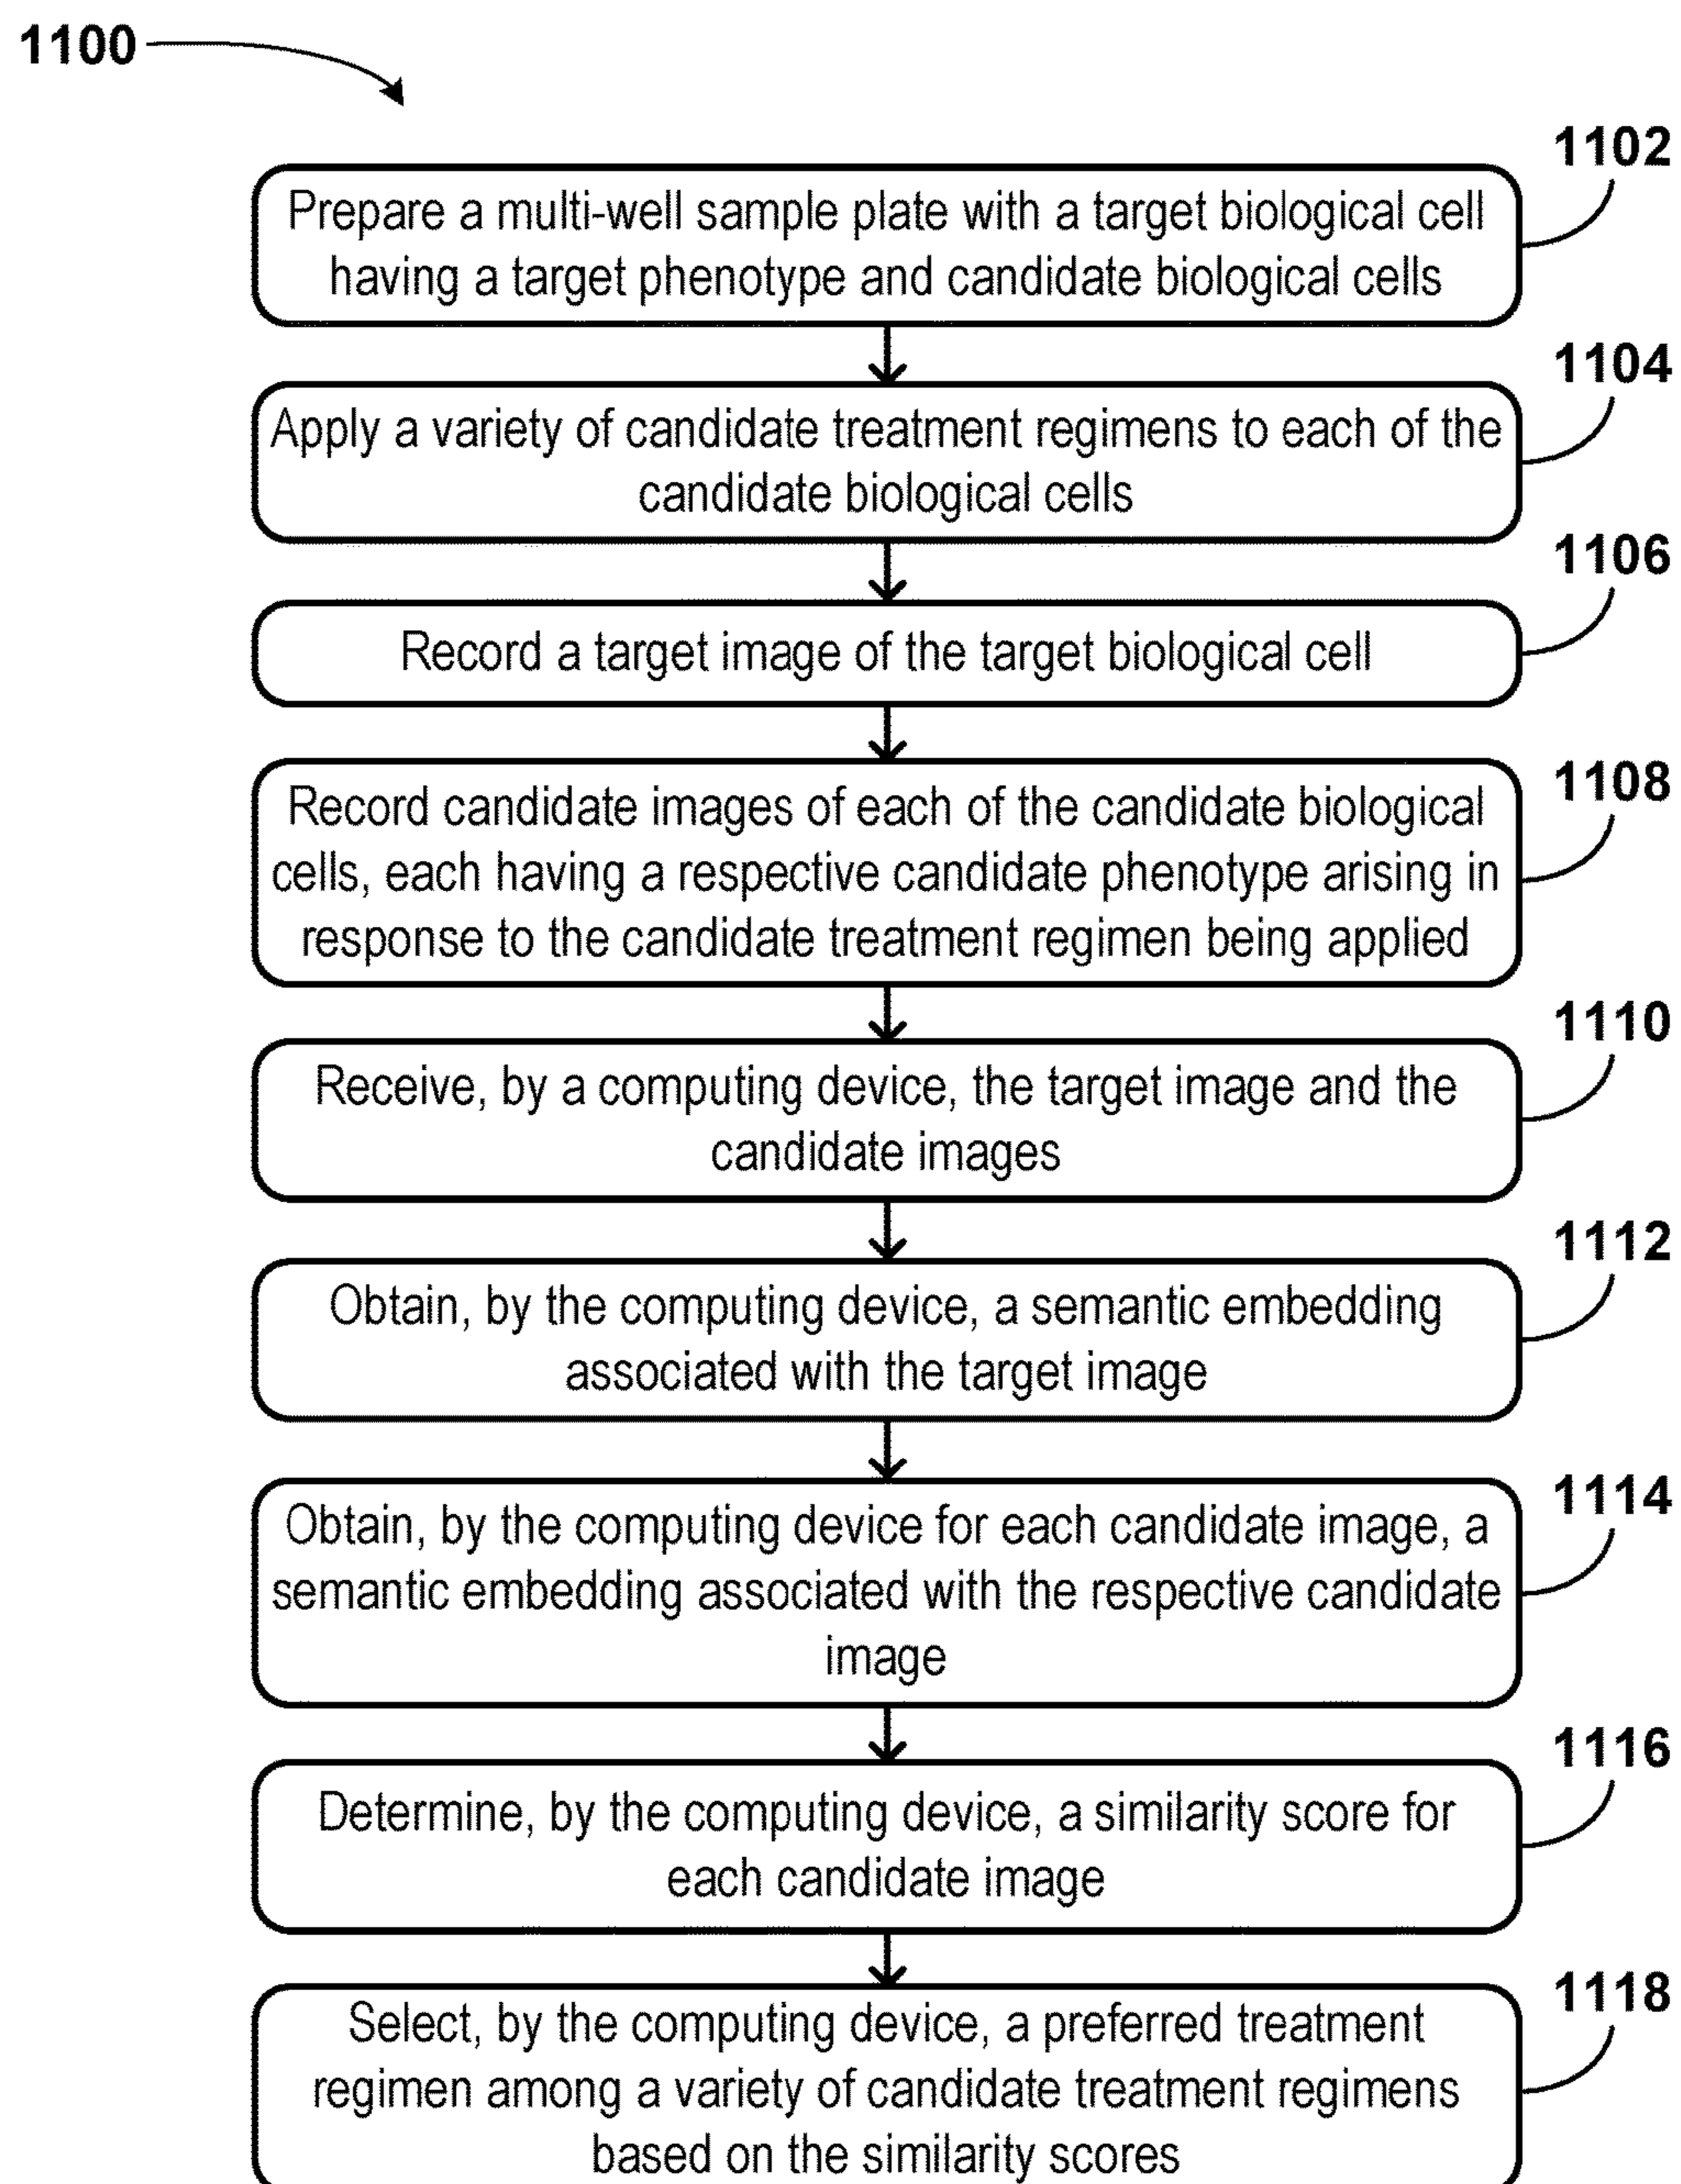 1100
1102
Prepare a multi-well sample plate with a target biological cell
having a target phenotype and candidate biological cells
1104
Apply a variety of candidate treatment regimens to each of the
candidate biological cells
1106
Record a target image of the target biological cell
1108
Record candidate images of each of the candidate biological
cells, each having a respective candidate phenotype arising in
response to the candidate treatment regimen being applied
1110
Receive, by a computing device, the target image and the
candidate images
1112
Obtain, by the computing device, a semantic embedding
associated with the target image
1114
Obtain, by the computing device for each candidate image, a
semantic embedding associated with the respective candidate
image
1116
Determine, by the computing device, a similarity score for
each candidate image
1118
Select, by the computing device, a preferred treatment
regimen among a variety of candidate treatment regimens
based on the similarity scores